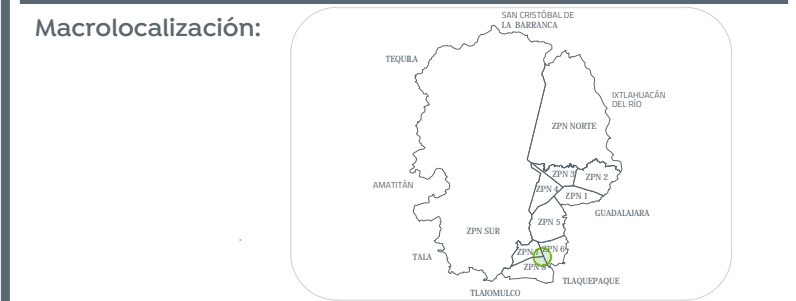 Macrolocalización:
SAN CRISTÓBAL DE
LA BARRANCA
TEQUILA
IXTLAHUACÁN
DEL RÍO
ZPN NORTE
ZPN 3
ZPN 2
AMATITÁN
ZPN 4
ZPN 1
GUADALAJARA
ZPN 5
ZPN SUR
ZPN 6
ZPN
TALA
ZPN 8
TLAQUEPAQUE
TLAJOMULCO